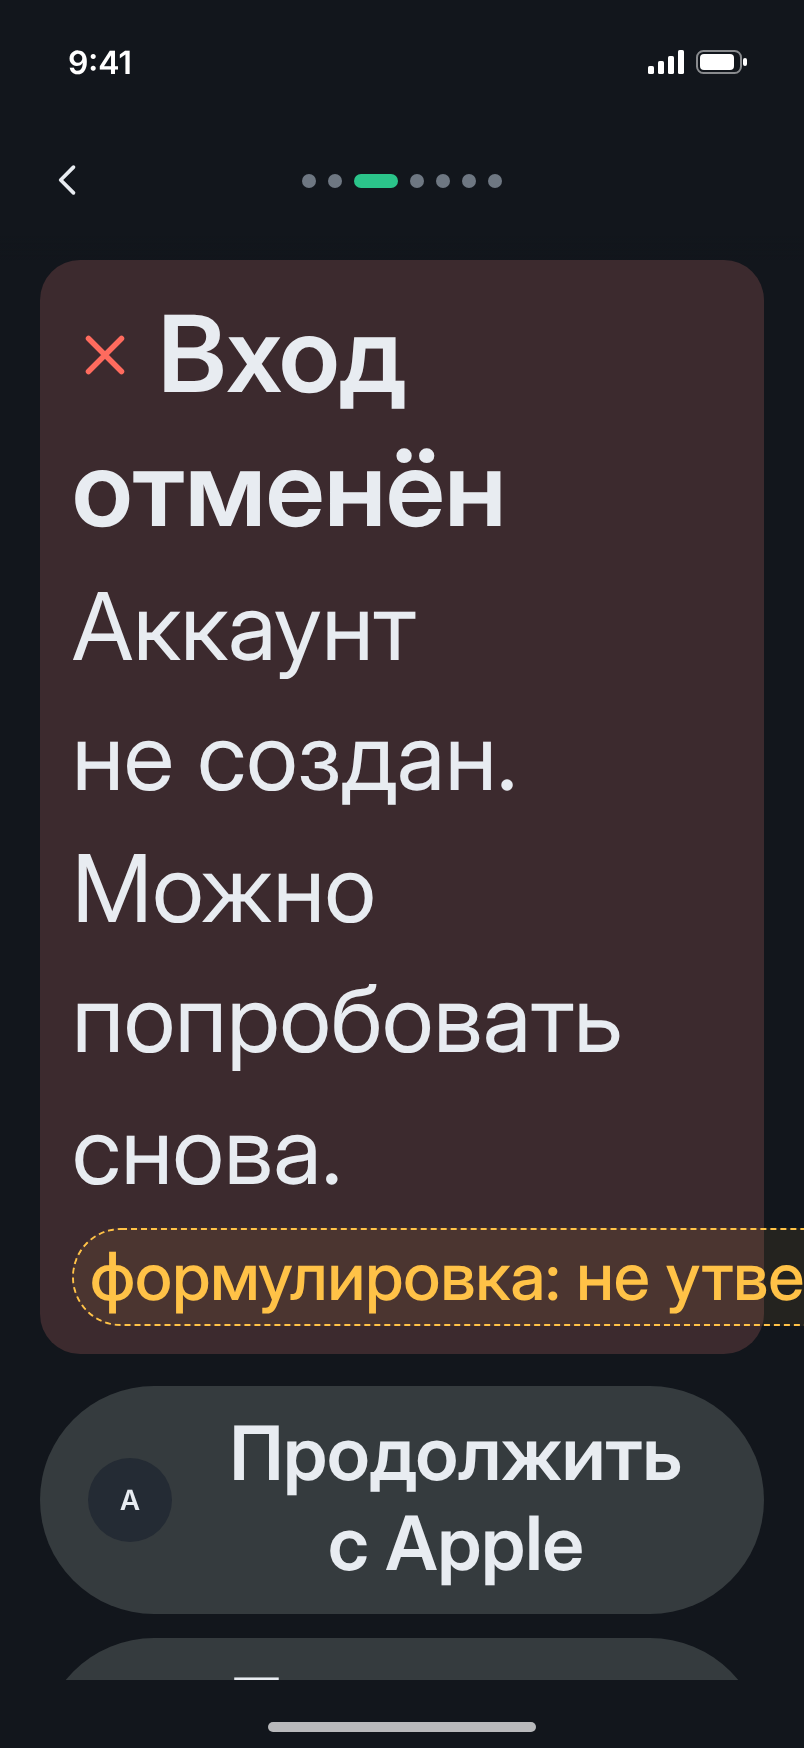 9:41
Вход
отменён
Аккаунт
не создан.
Можно
попробовать
снова.
формулировка: не утве
A
Продолжить
с Apple